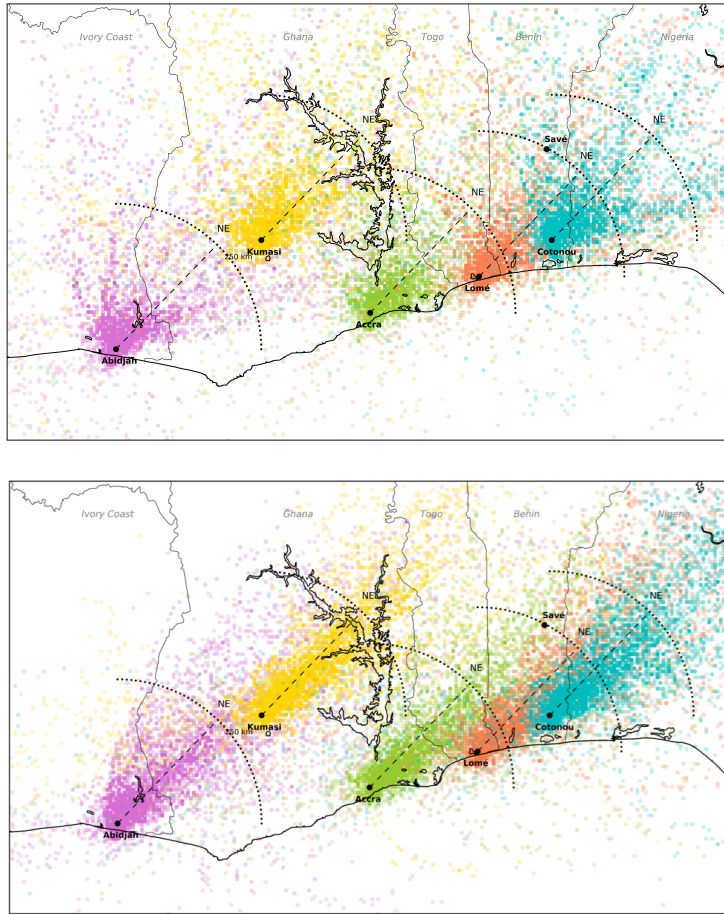 Ivory Coast
Ghana
Togo
Benin
Nigeria
NE
NE
Savé
NE
NE
NE
Kumasi
250 km
Cotonou
Lomé
Accra
Abidjan
Ivory Coast
Ghana
Togo
Benin
Nigeria
NE
NE
Savé
NE
NE
NE
Kumasi
250 km
Cotonou
Lomé
Accra
Abidjan